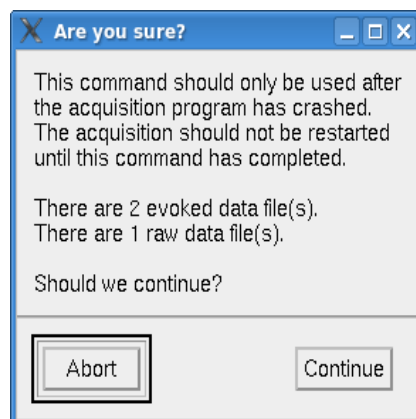 Are you sure?
This command should only be used after
the acquisition program has crashed.
The acquisition should not be restarted
until this command has completed.
There are 2 evoked data file(s).
There are 1 raw data file(s).
Should we continue?
Abort
Continue